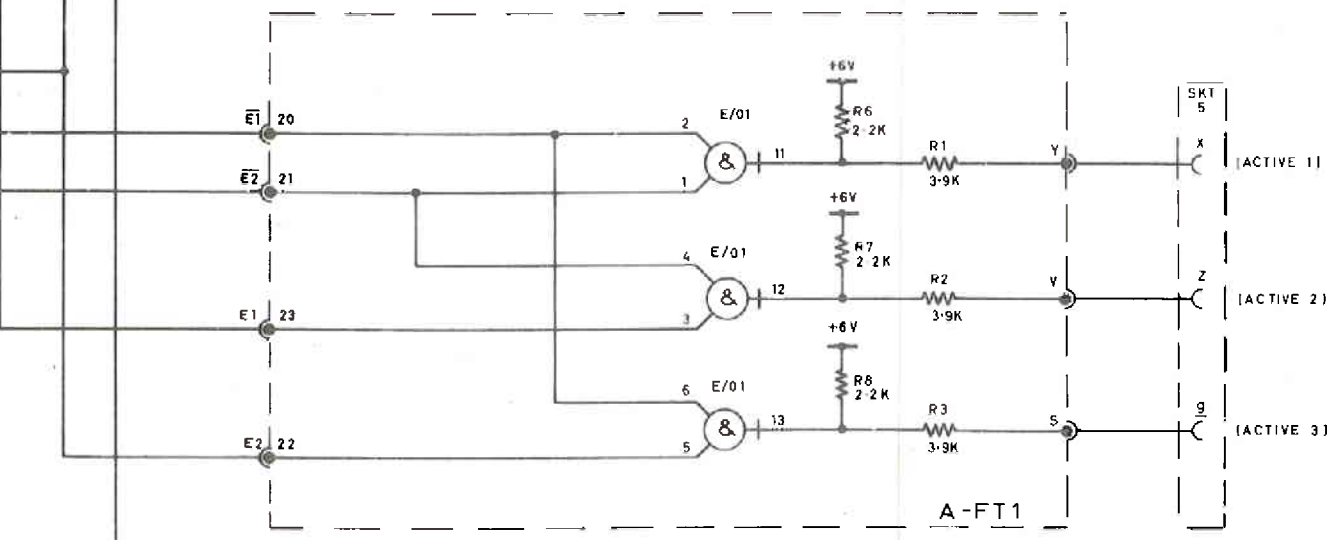 +6V
SKT
5
E1 20
E/01
R6
2·2K
2
11
R1
3·9K
Y
X
[ACTIVE 1]
E2 21
1
+6V
4
E/01
R7
2·2K
12
R2
3·9K
V
Z
[ACTIVE 2]
E1 23
3
+6V
6
E/01
R8
2·2K
13
R3
3·9K
S
g
[ACTIVE 3]
E2 22
5
&
&
&
A-FT1